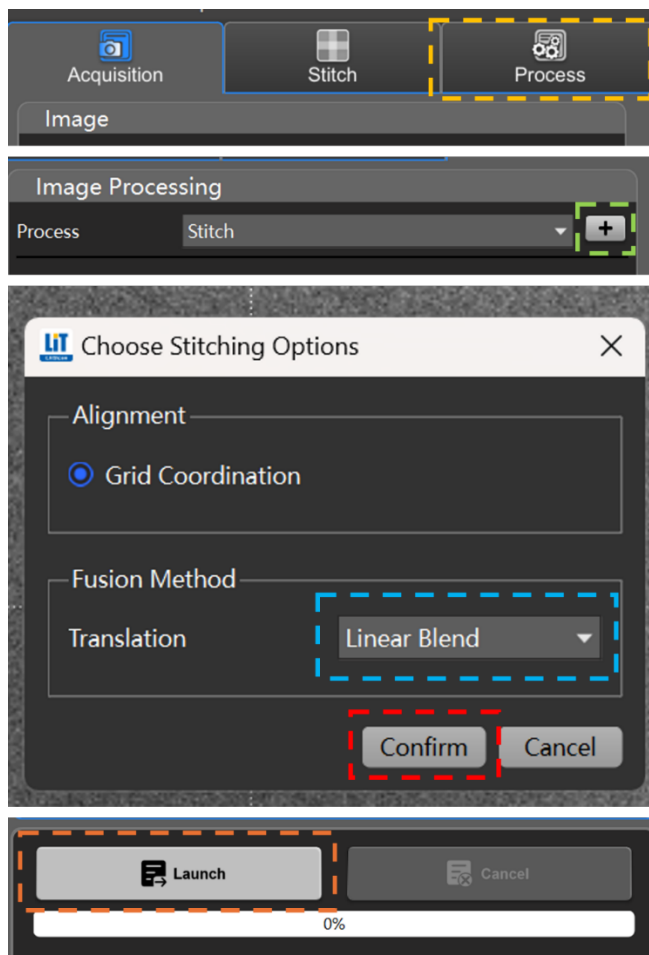 Acquisition Stitch Process
Image
Image Processing
Process Stitch +
LiT Choose Stitching Options
Alignment
Grid Coordination
Fusion Method
Translation Linear Blend
Confirm Cancel
Launch Cancel
0%